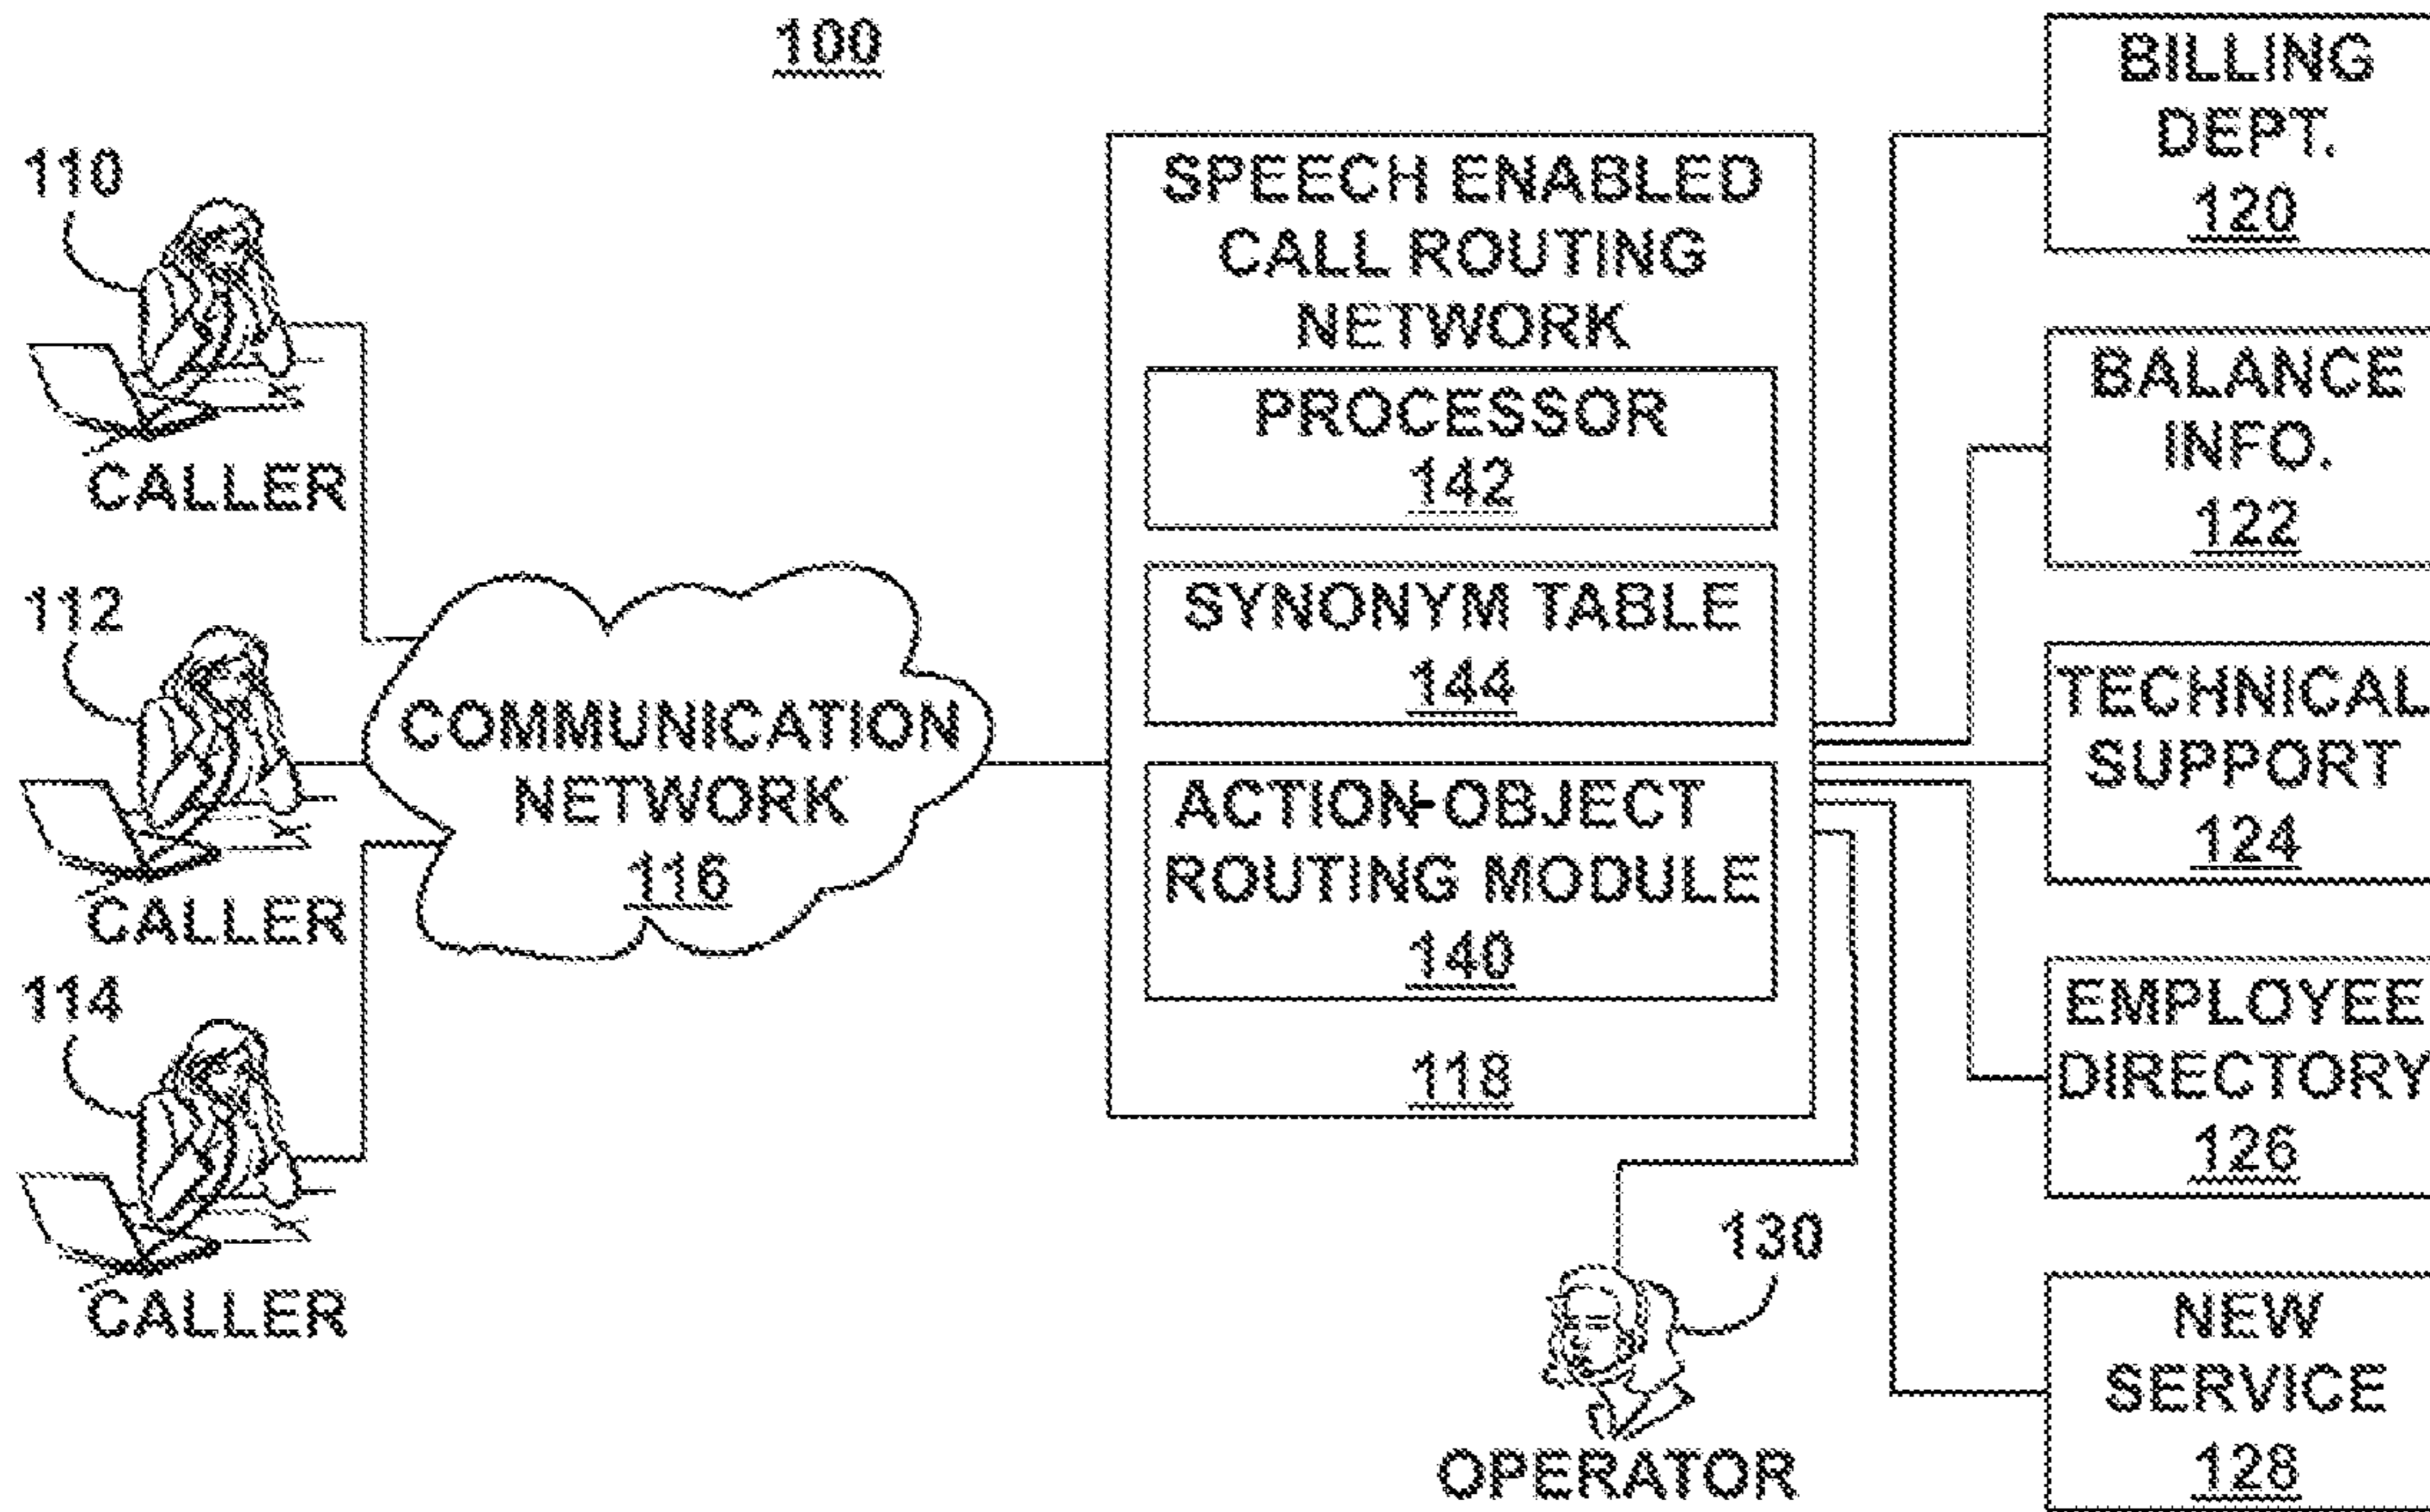 100
110
CALLER
112
CALLER
114
CALLER
COMMUNICATION
NETWORK
116
SPEECH ENABLED
CALL ROUTING
NETWORK
PROCESSOR
142
SYNONYM TABLE
144
ACTION-OBJECT
ROUTING MODULE
140
118
130
OPERATOR
BILLING
DEPT.
120
BALANCE
INFO.
122
TECHNICAL
SUPPORT
124
EMPLOYEE
DIRECTORY
126
NEW
SERVICE
128